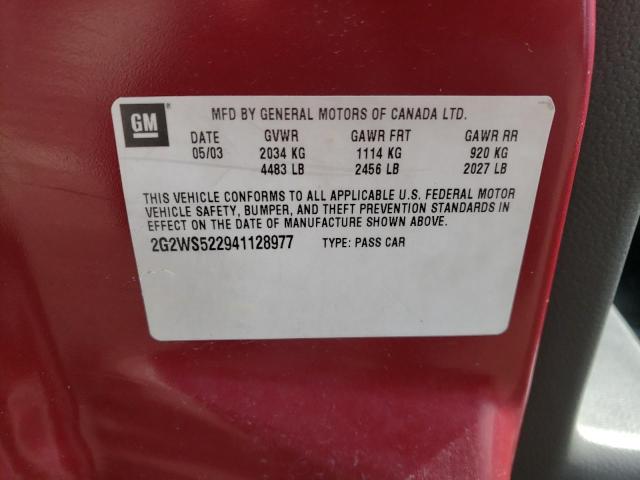 GM
MFD BY GENERAL MOTORS OF CANADA LTD.
DATE GVWR GAWR FRT GAWR RR
05/03 2034 KG 1114 KG 920 KG
4483 LB 2456 LB 2027 LB
THIS VEHICLE CONFORMS TO ALL APPLICABLE U.S. FEDERAL MOTOR
VEHICLE SAFETY, BUMPER, AND THEFT PREVENTION STANDARDS IN
EFFECT ON THE DATE OF MANUFACTURE SHOWN ABOVE.
2G2WS522941128977 TYPE: PASS CAR